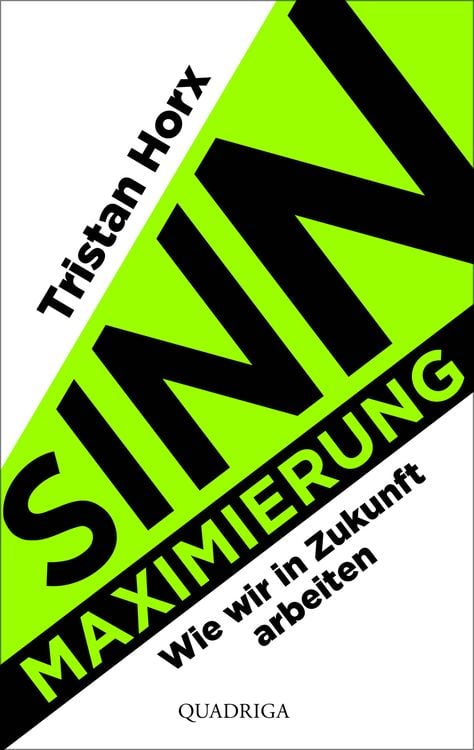 Tristan Horx
SINN
MAXIMIERUNG
Wie wir in Zukunft
arbeiten
QUADRIGA